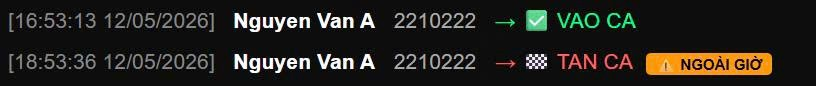 [16:53:13 12/05/2026] Nguyen Van A 2210222 → ✅ VAO CA
[18:53:36 12/05/2026] Nguyen Van A 2210222 → 🏁 TAN CA ⚠️ NGOÀI GIỜ